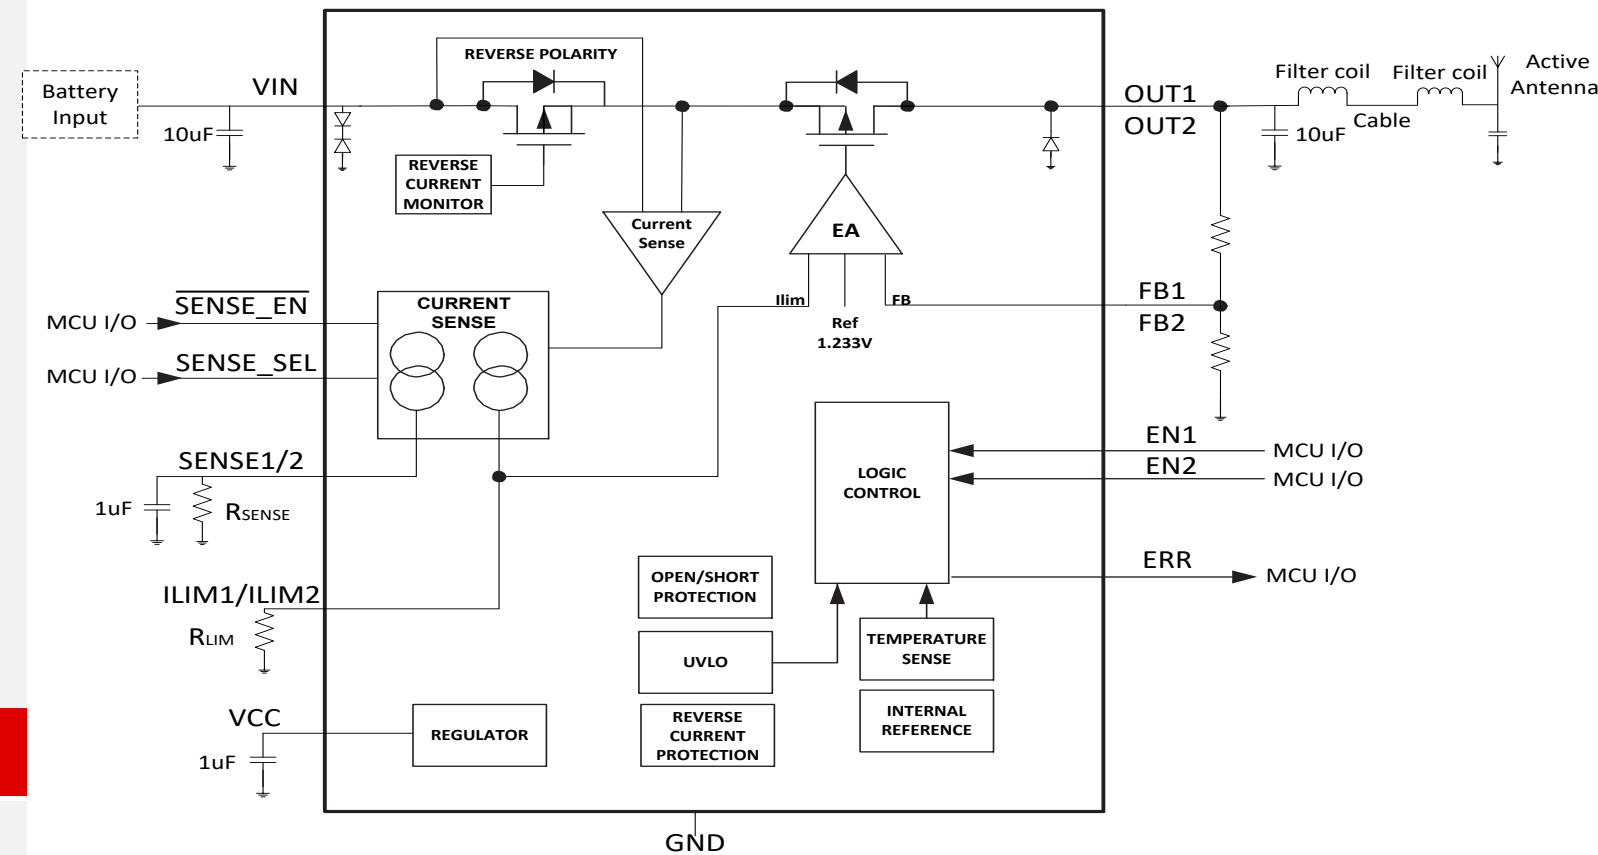 Battery
Input
VIN
10uF
REVERSE POLARITY
REVERSE
CURRENT
MONITOR
Current
Sense
EA
Ilim
FB
Ref
1.233V
OUT1
OUT2
10uF
Filter coil
Filter coil
Cable
Active
Antenna
FB1
FB2
MCU I/O
SENSE_EN
MCU I/O
SENSE_SEL
CURRENT
SENSE
SENSE1/2
1uF
RSENSE
ILIM1/ILIM2
RLIM
VCC
1uF
REGULATOR
LOGIC
CONTROL
EN1
MCU I/O
EN2
MCU I/O
ERR
MCU I/O
OPEN/SHORT
PROTECTION
UVLO
REVERSE
CURRENT
PROTECTION
TEMPERATURE
SENSE
INTERNAL
REFERENCE
GND